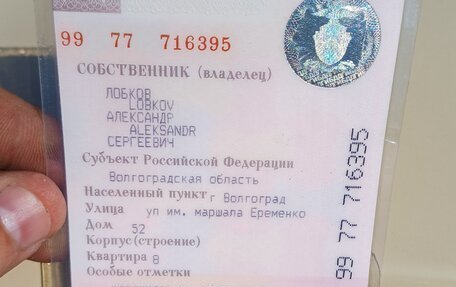 99 77 716395
СОБСТВЕННИК (владелец)
ЛОБКОВ
LOBKOV
АЛЕКСАНДР
ALEKSANDR
СЕРГЕЕВИЧ
Субъект Российской Федерации
Волгоградская область
Населенный пункт г Волгоград
Улица ул им. маршала Еременко
Дом 52
Корпус(строение)
Квартира 8
Особые отметки
99 77 716395